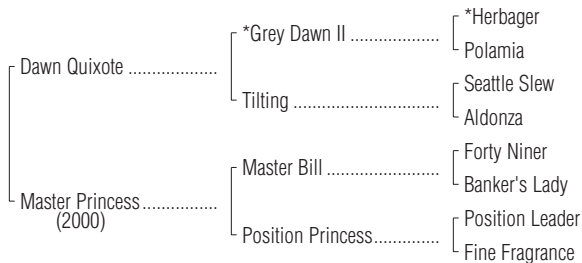 *Herbager
*Grey Dawn II ...................
Polamia
Dawn Quixote ...................
Seattle Slew
Tilting ...............................
Aldonza
Forty Niner
Master Bill ........................
Banker's Lady
Master Princess................
(2000)
Position Leader
Position Princess..............
Fine Fragrance